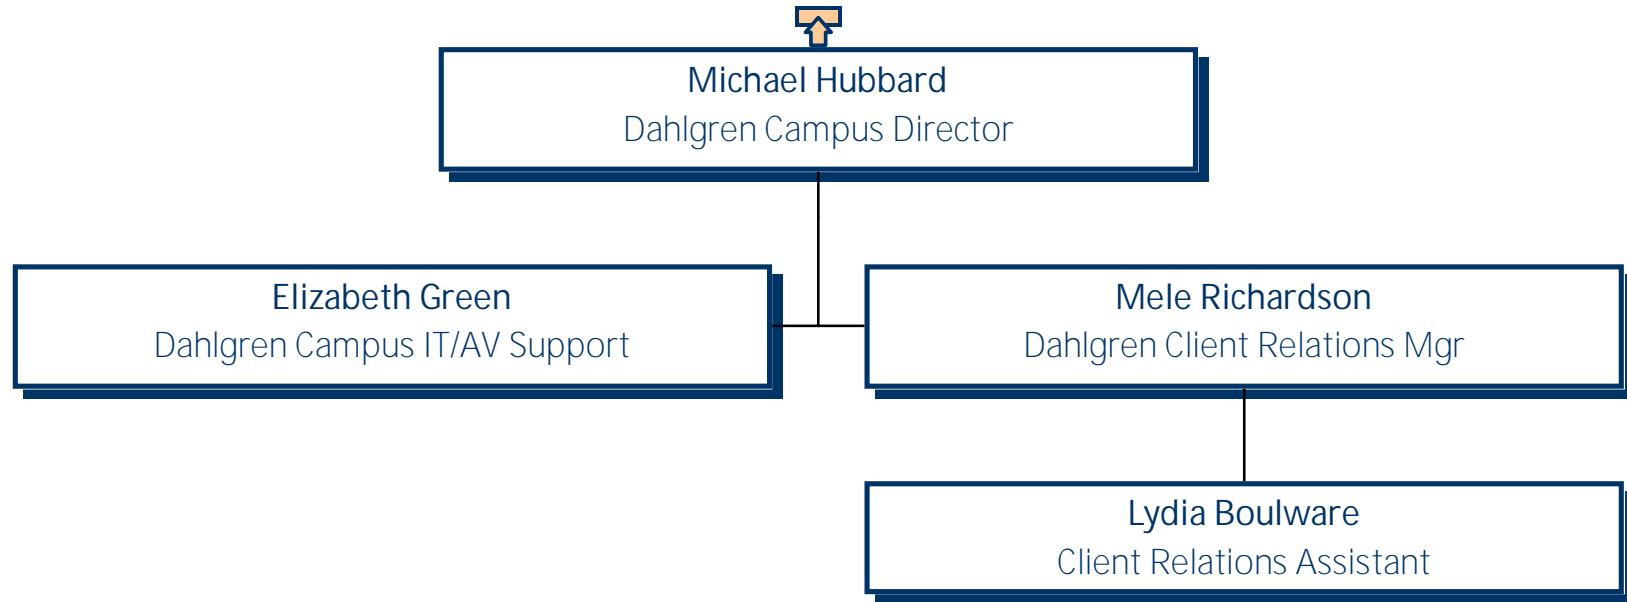 Michael Hubbard
Dahlgren Campus Director
Elizabeth Green
Dahlgren Campus IT/AV Support
Mele Richardson
Dahlgren Client Relations Mgr
Lydia Boulware
Client Relations Assistant